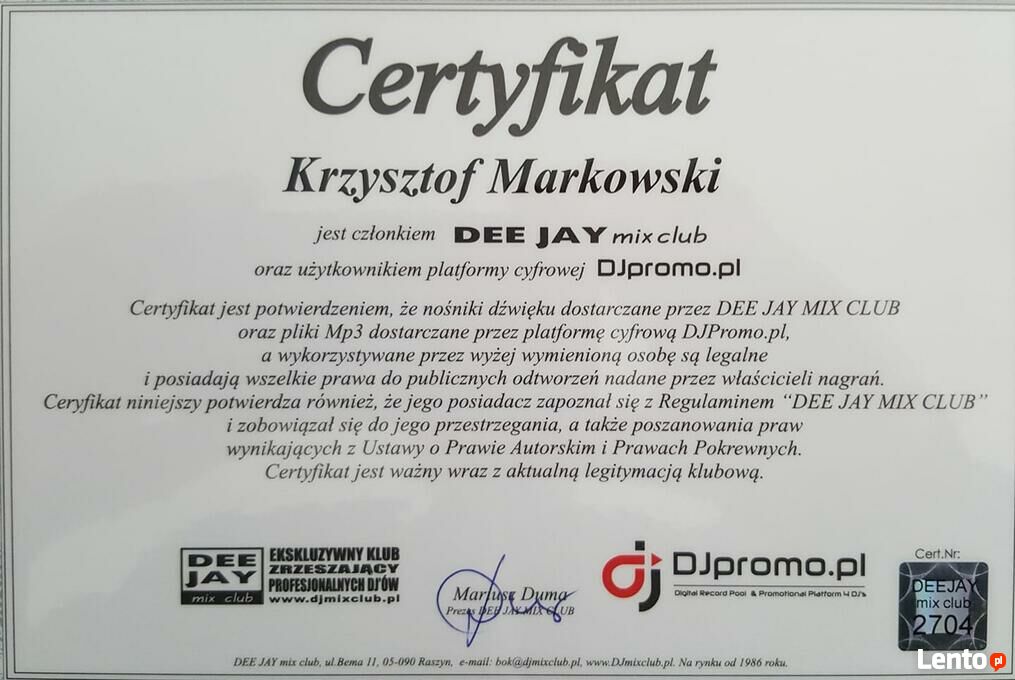 Certyfikat
Krzysztof Markowski
jest członkiem DEE JAY mix club
oraz użytkownikiem platformy cyfrowej DJpromo.pl
Certyfikat jest potwierdzeniem, że nośniki dźwięku dostarczane przez DEE JAY MIX CLUB
oraz pliki Mp3 dostarczane przez platformę cyfrową DJPromo.pl,
a wykorzystywane przez wyżej wymienioną osobę są legalne
i posiadają wszelkie prawa do publicznych odtworzeń nadane przez właścicieli nagrań.
Ceryfikat niniejszy potwierdza również, że jego posiadacz zapoznał się z Regulaminem “DEE JAY MIX CLUB”
i zobowiązał się do jego przestrzegania, a także poszanowania praw
wynikających z Ustawy o Prawie Autorskim i Prawach Pokrewnych.
Certyfikat jest ważny wraz z aktualną legitymacją klubową.
DEE JAY mix club
EKSKLUZYWNY KLUB
ZRZESZAJĄCY
PROFESJONALNYCH DJ'ÓW
www.djmixclub.pl
Mariusz Duma
Prezes DEE JAY MIX CLUB
dj DJpromo.pl
Digital Record Pool & Promotional Platform 4 DJ's
Cert.Nr:
DEEJAY
mix club
2704
DEE JAY mix club, ul.Bema 11, 05-090 Raszyn, e-mail: bok@djmixclub.pl, www.DJmixclub.pl. Na rynku od 1986 roku.
Lento pl